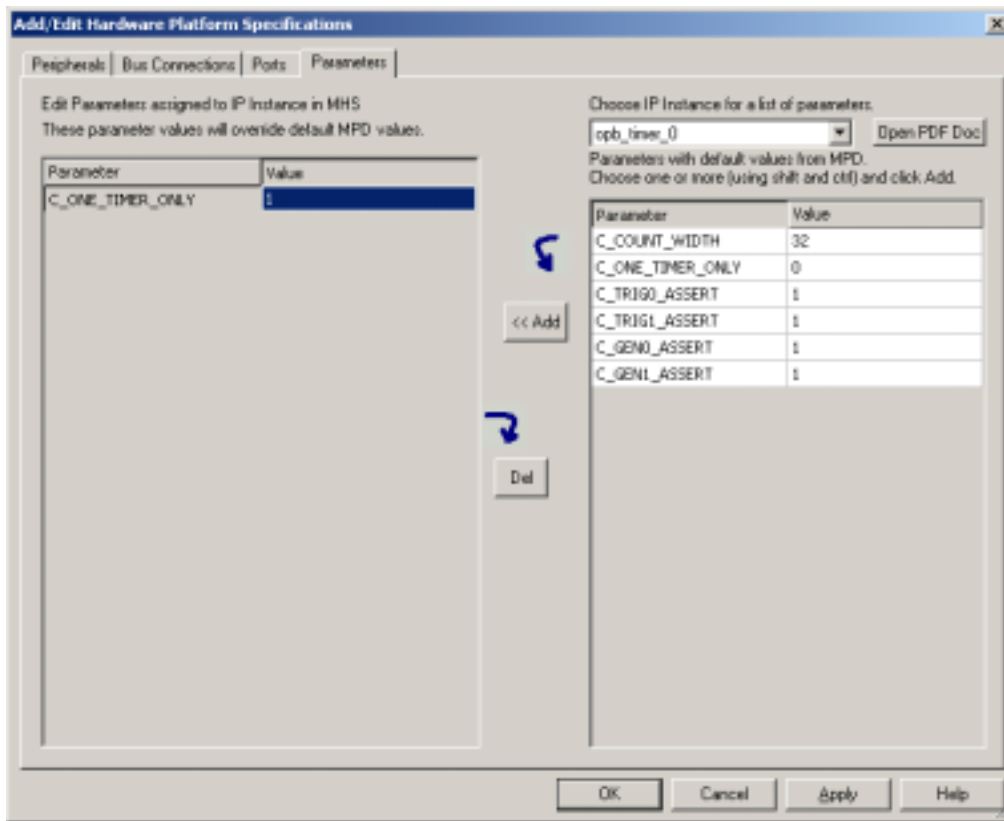 Add/Edit Hardware Platform Specifications
Peripherals Bus Connections Ports Parameters
Edit Parameters assigned to IP Instance in MHS
These parameter values will override default MPD values.
Parameter Value
C_ONE_TIMER_ONLY 1
<< Add
Del
Choose IP Instance for a list of parameters.
opb_timer_0 Open PDF Doc
Parameters with default values from MPD.
Choose one or more (using shift and ctrl) and click Add.
Parameter Value
C_COUNT_WIDTH 32
C_ONE_TIMER_ONLY 0
C_TRIG0_ASSERT 1
C_TRIG1_ASSERT 1
C_GEN0_ASSERT 1
C_GEN1_ASSERT 1
OK Cancel Apply Help